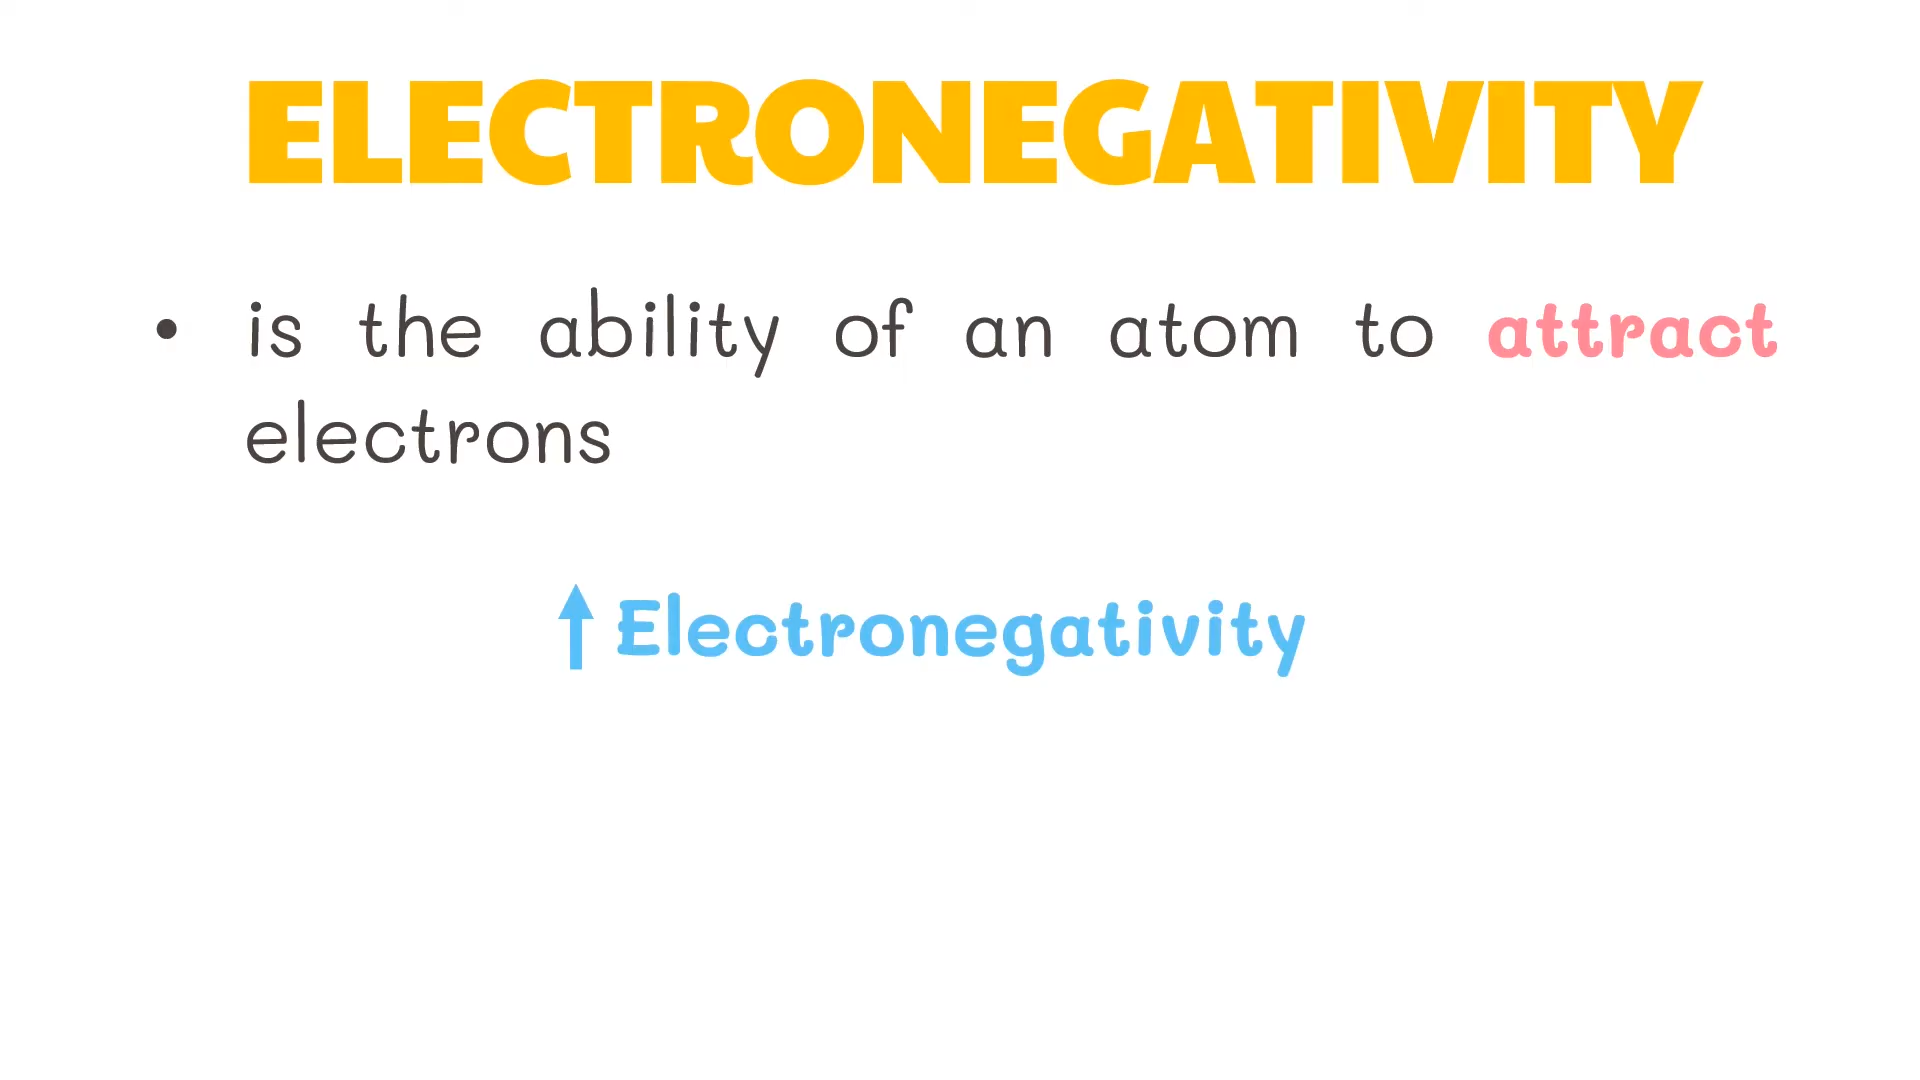 ELECTRONEGATIVITY
• is the ability of an atom to attract
electrons
↑ Electronegativity